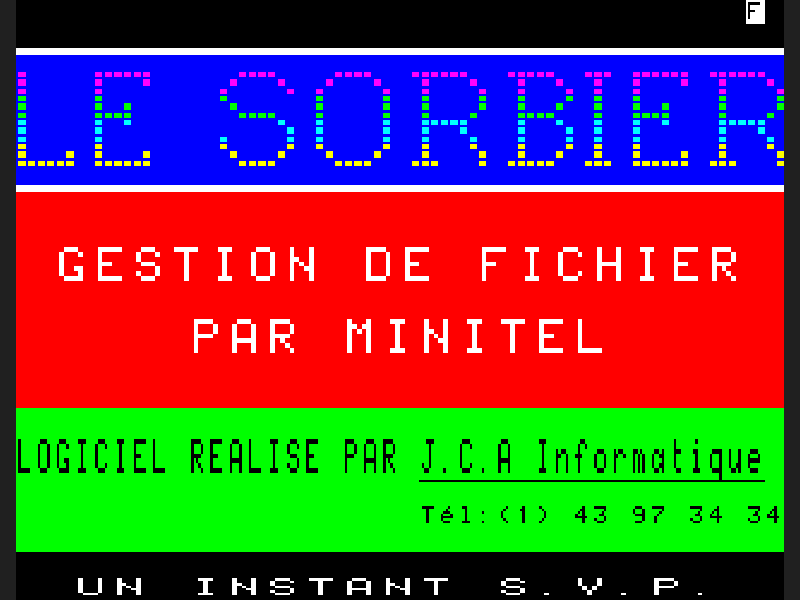 F
LE SORBIER
GESTION DE FICHIER
PAR MINITEL
LOGICIEL REALISE PAR J.C.A Informatique
Tél:(1) 43 97 34 34
UN INSTANT S.V.P.